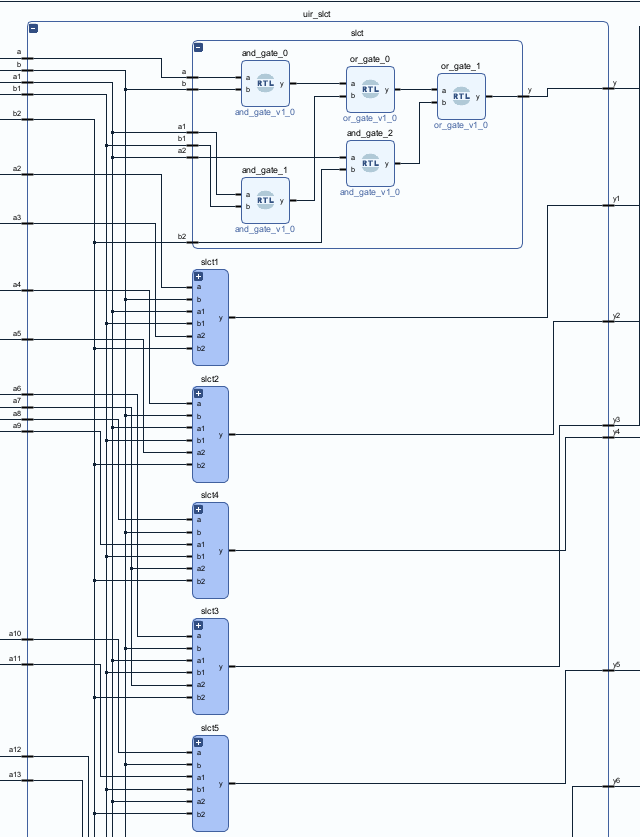 uir_slct
slct
a
b
a1
b1
b2
a2
a3
a4
a5
a6
a7
a8
a9
a10
a11
a12
a13
a
b
a1
b1
a2
b2
and_gate_0
a
b
RTL
y
and_gate_v1_0
or_gate_0
a
b
RTL
y
or_gate_v1_0
or_gate_1
a
b
RTL
y
or_gate_v1_0
and_gate_1
a
b
RTL
y
and_gate_v1_0
and_gate_2
a
b
RTL
y
and_gate_v1_0
y
slct1
a
b
a1
b1
a2
b2
y
slct2
a
b
a1
b1
a2
b2
y
slct4
a
b
a1
b1
a2
b2
y
slct3
a
b
a1
b1
a2
b2
y
slct5
a
b
a1
b1
a2
b2
y
y
y1
y2
y3
y4
y5
y6